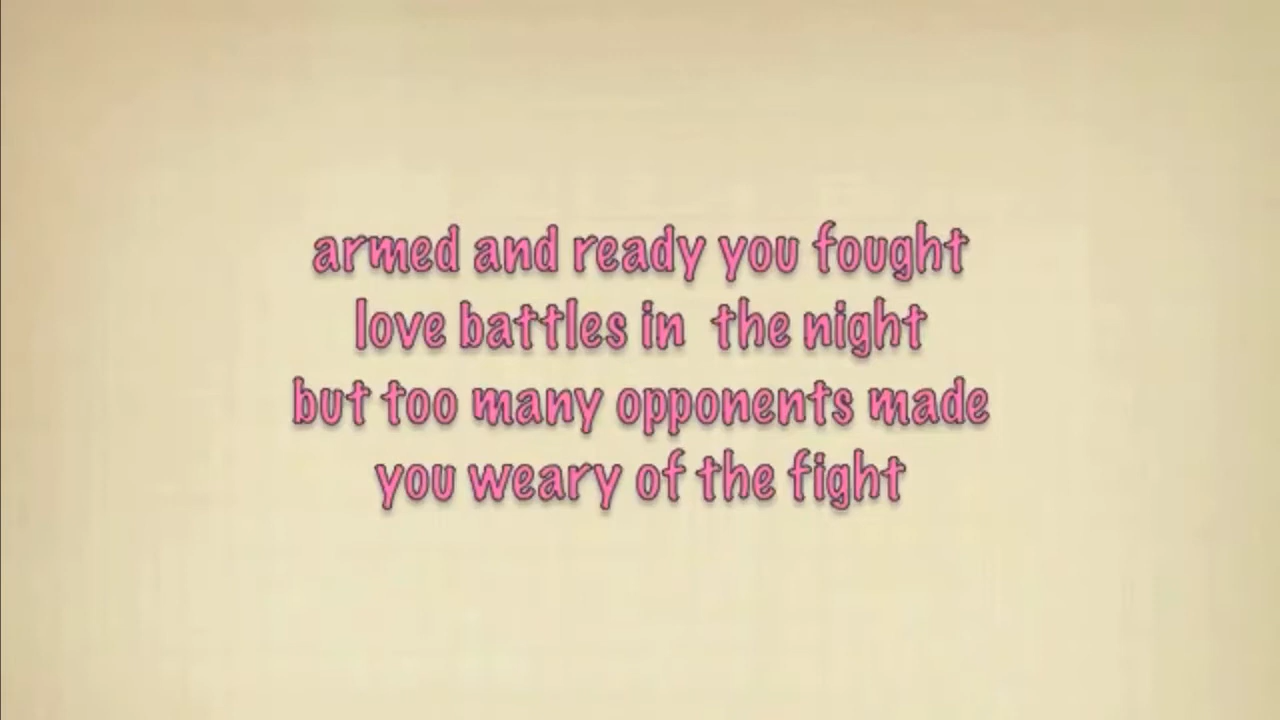 armed and ready you fought
love battles in  the night
but too many opponents made
you weary of the fight